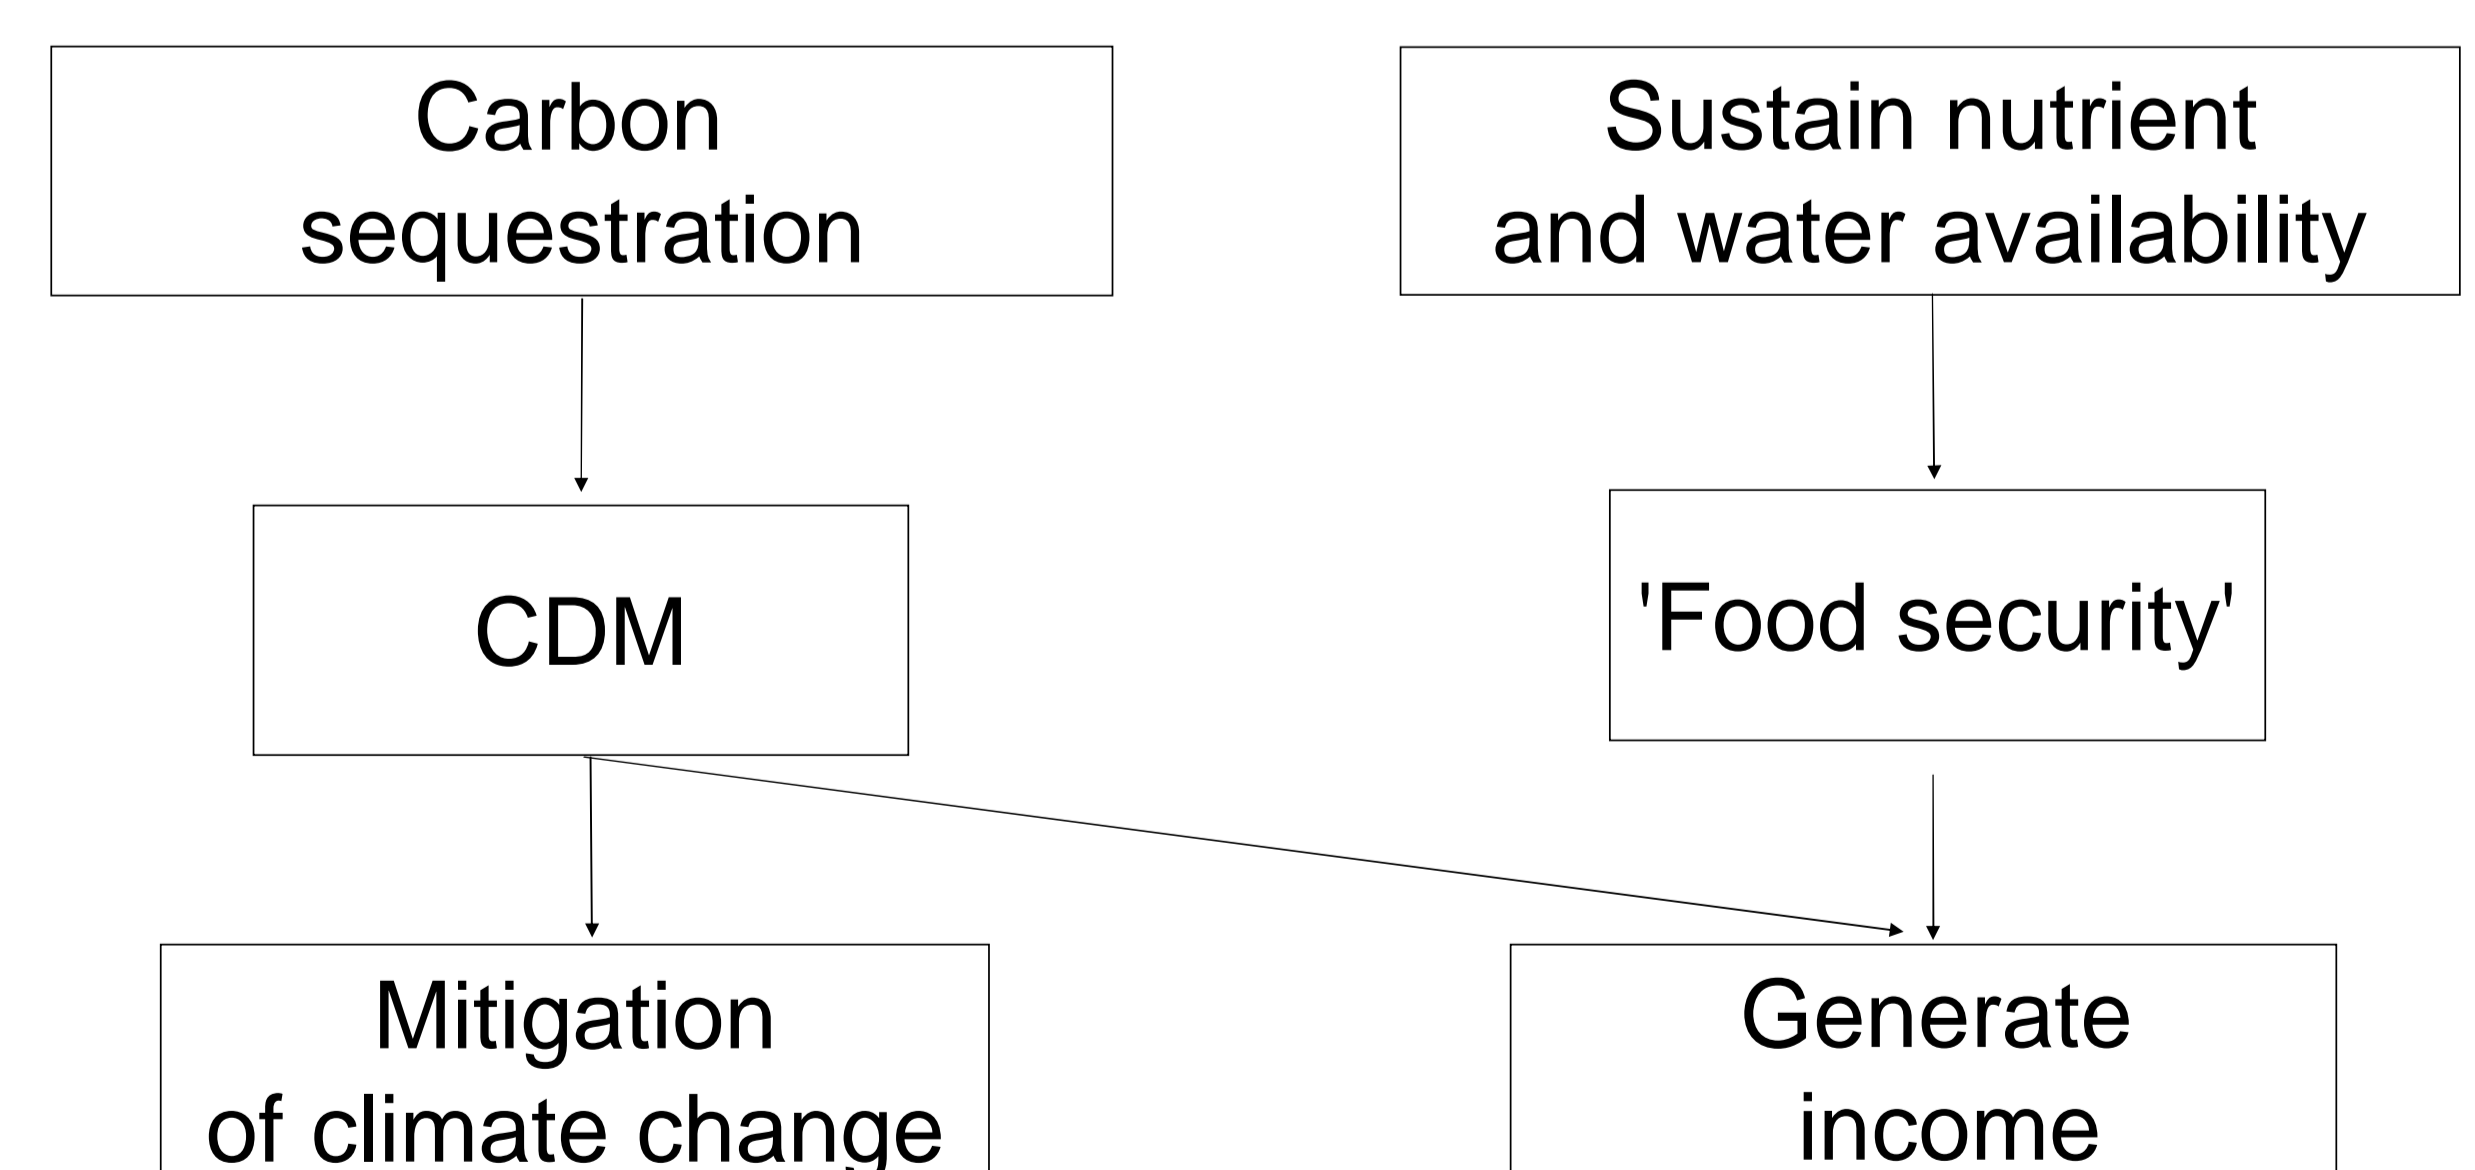 Carbon
sequestration
Sustain nutrient
and water availability
CDM
'Food security'
Mitigation
of climate change
Generate
income